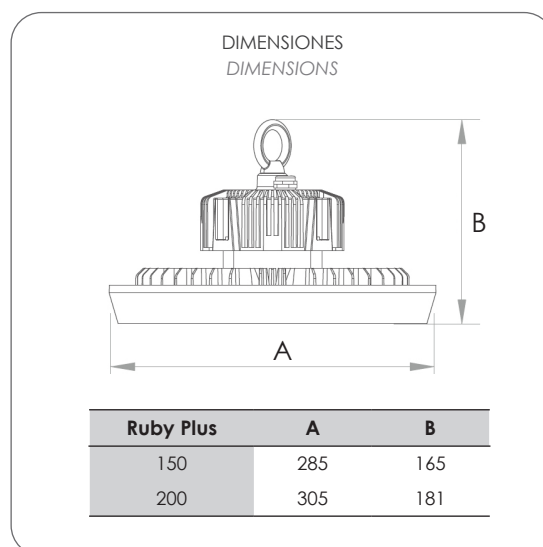 DIMENSIONES
DIMENSIONS
B
A
Ruby Plus A B
150 285 165
200 305 181